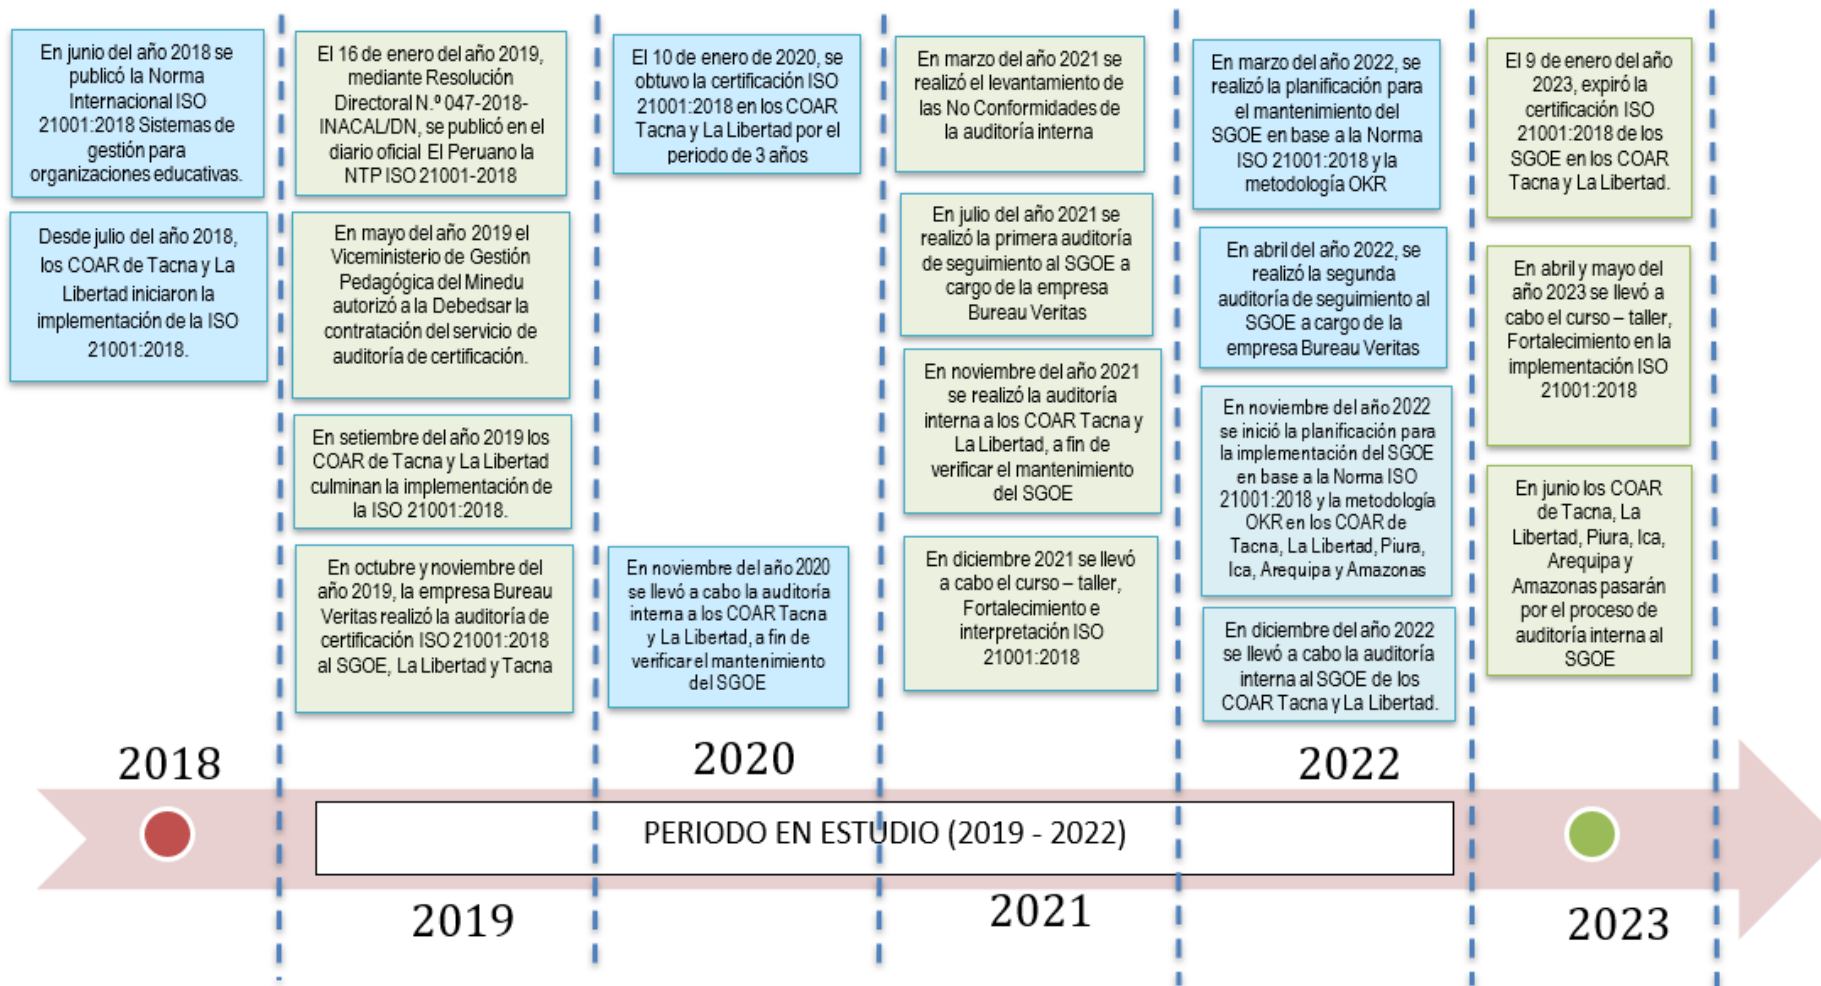 En junio del año 2018 se
publicó la Norma
Internacional ISO
21001:2018 Sistemas de
gestión para
organizaciones educativas.
Desde julio del año 2018,
los COAR de Tacna y La
Libertad iniciaron la
implementación de la ISO
21001:2018.
El 16 de enero del año 2019,
mediante Resolución
Directoral N.º 047-2018-
INACAL/DN, se publicó en el
diario oficial El Peruano la
NTP ISO 21001-2018
En mayo del año 2019 el
Viceministerio de Gestión
Pedagógica del Minedu
autorizó a la Debedsar la
contratación del servicio de
auditoría de certificación.
En setiembre del año 2019 los
COAR de Tacna y La Libertad
culminan la implementación de
la ISO 21001:2018.
En octubre y noviembre del
año 2019, la empresa Bureau
Veritas realizó la auditoría de
certificación ISO 21001:2018
al SGOE, La Libertad y Tacna
El 10 de enero de 2020, se
obtuvo la certificación ISO
21001:2018 en los COAR
Tacna y La Libertad por el
periodo de 3 años
En noviembre del año 2020
se llevó a cabo la auditoría
interna a los COAR Tacna
y La Libertad, a fin de
verificar el mantenimiento
del SGOE
En marzo del año 2021 se
realizó el levantamiento de
las No Conformidades de
la auditoría interna
En julio del año 2021 se
realizó la primera auditoría
de seguimiento al SGOE a
cargo de la empresa
Bureau Veritas
En noviembre del año 2021
se realizó la auditoría
interna a los COAR Tacna y
La Libertad, a fin de
verificar el mantenimiento
del SGOE
En diciembre 2021 se llevó
a cabo el curso – taller,
Fortalecimiento e
interpretación ISO
21001:2018
En marzo del año 2022, se
realizó la planificación para
el mantenimiento del
SGOE en base a la Norma
ISO 21001:2018 y la
metodología OKR
En abril del año 2022, se
realizó la segunda
auditoría de seguimiento al
SGOE a cargo de la
empresa Bureau Veritas
En noviembre del año 2022
se inició la planificación para
la implementación del SGOE
en base a la Norma ISO
21001:2018 y la metodología
OKR en los COAR de
Tacna, La Libertad, Piura,
Ica, Arequipa y Amazonas
En diciembre del año 2022
se llevó a cabo la auditoría
interna al SGOE de los
COAR Tacna y La Libertad.
El 9 de enero del año
2023, expiró la
certificación ISO
21001:2018 de los
SGOE en los COAR
Tacna y La Libertad.
En abril y mayo del
año 2023 se llevó a
cabo el curso – taller,
Fortalecimiento en la
implementación ISO
21001:2018
En junio los COAR
de Tacna, La
Libertad, Piura, Ica,
Arequipa y
Amazonas pasarán
por el proceso de
auditoría interna al
SGOE
2018
2020
2022
PERIODO EN ESTUDIO (2019 - 2022)
2019
2021
2023